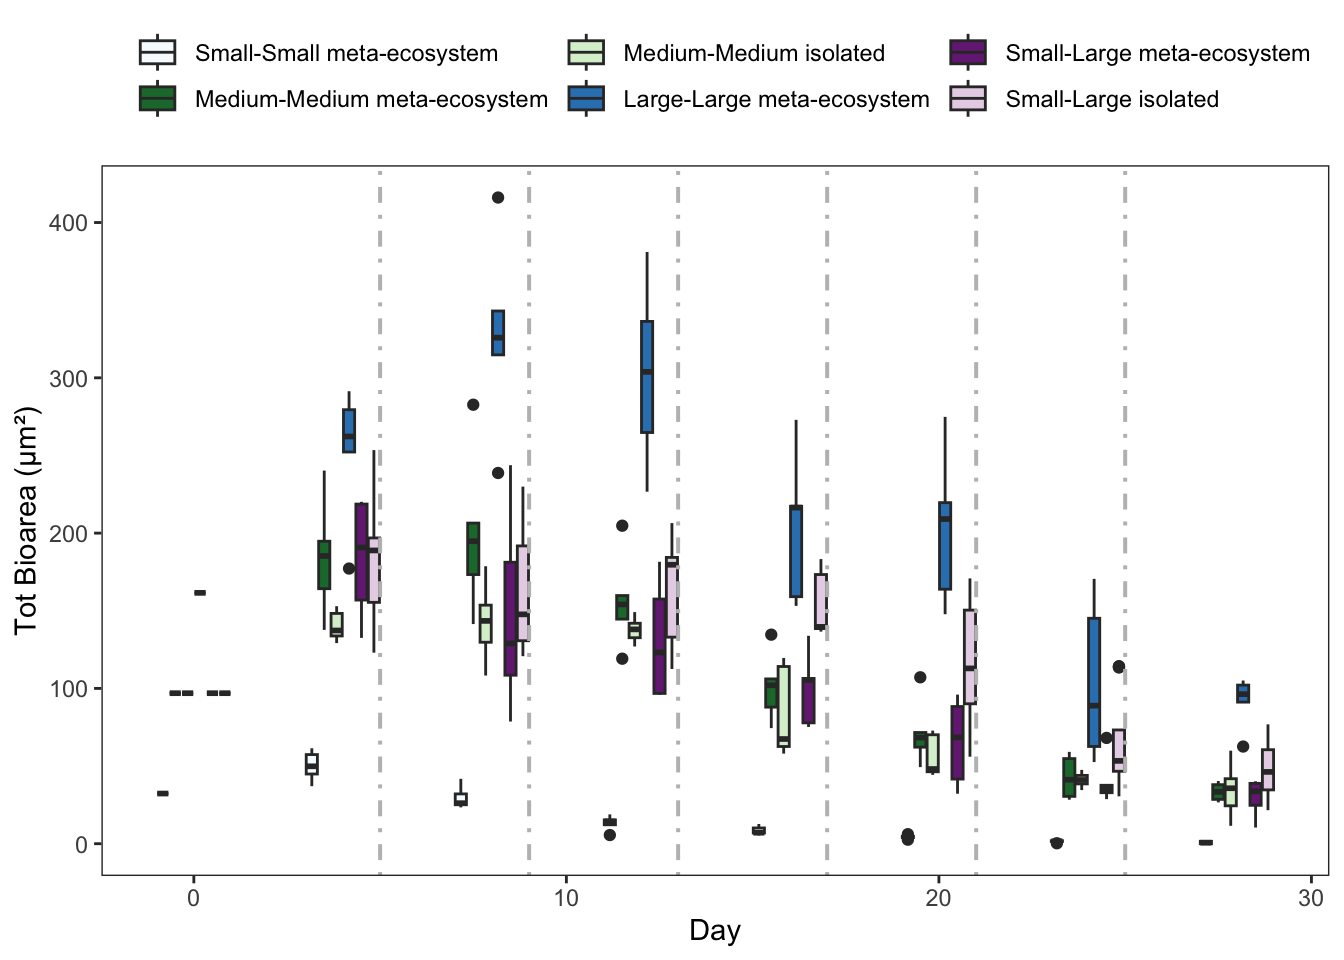 Small-Small meta-ecosystem
Medium-Medium isolated
Small-Large meta-ecosystem
Medium-Medium meta-ecosystem
Large-Large meta-ecosystem
Small-Large isolated
400
300
200
100
0
Tot Bioarea (μm²)
0
10
20
30
Day